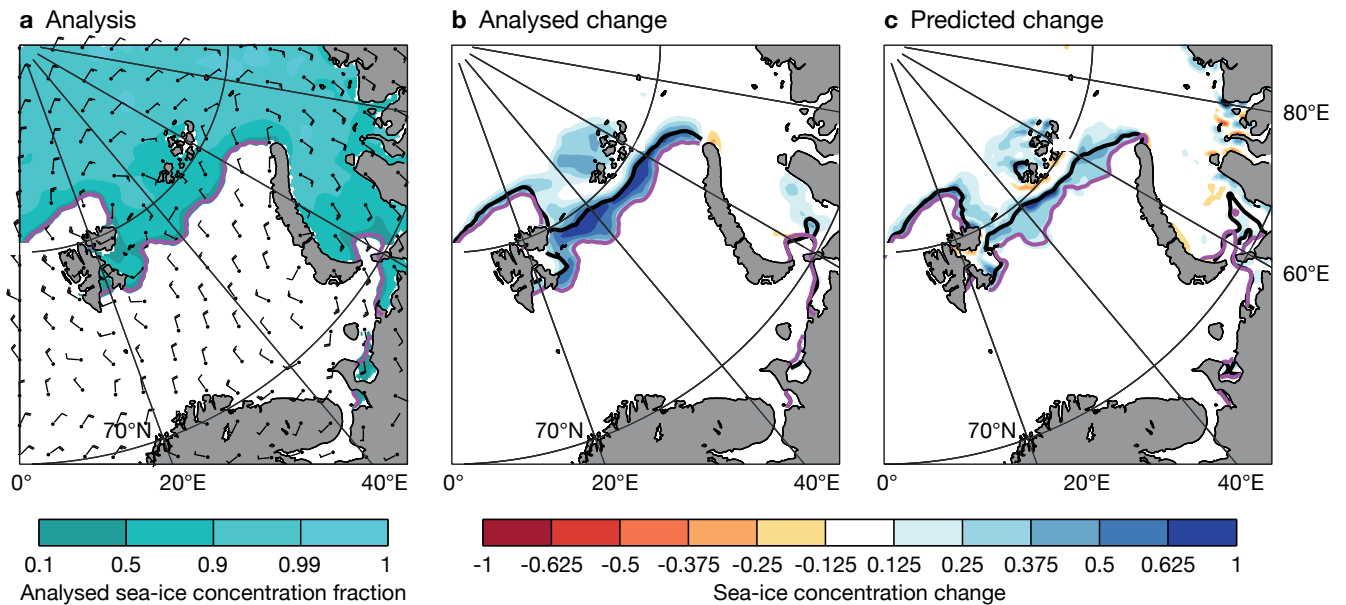 a Analysis
b Analysed change
c Predicted change
80°E
60°E
70°N
70°N
70°N
0° 20°E 40°E
0° 20°E 40°E
0° 20°E 40°E
0.1 0.5 0.9 0.99 1
Analysed sea-ice concentration fraction
-1 -0.625 -0.5 -0.375 -0.25 -0.125 0.125 0.25 0.375 0.5 0.625 1
Sea-ice concentration change